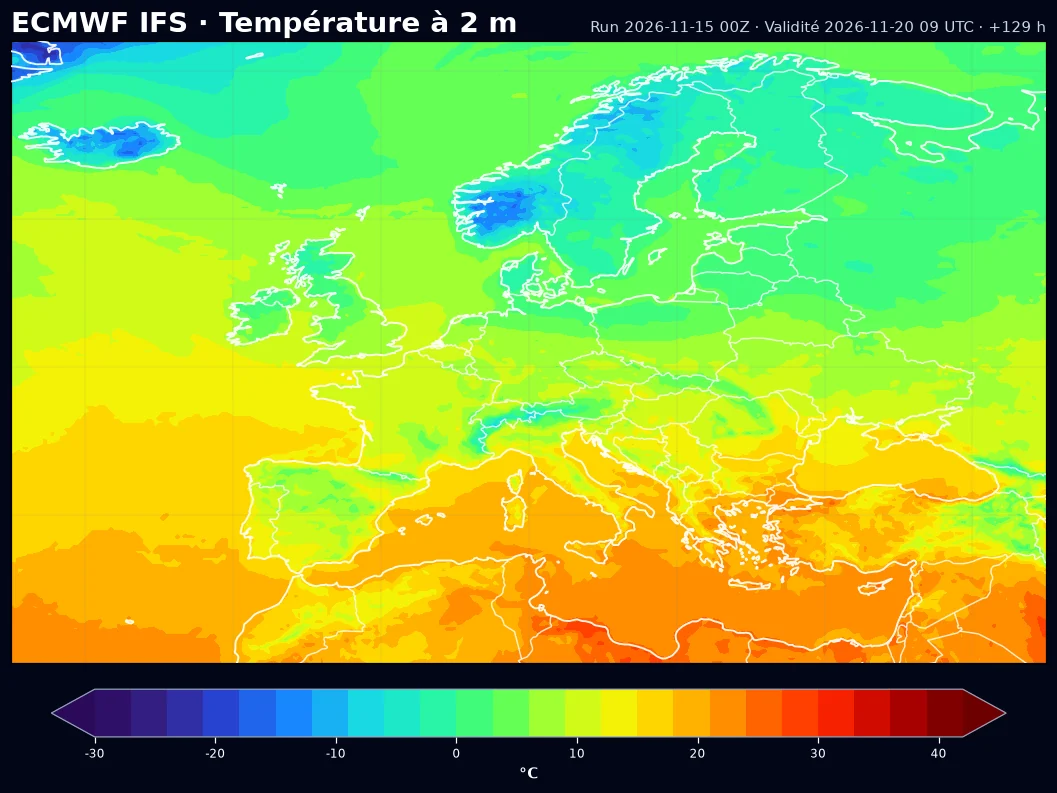 ECMWF IFS · Température à 2 m
Run 2026-11-15 00Z · Validité 2026-11-20 09 UTC · +129 h
-30 -20 -10 0 10 20 30 40
°C